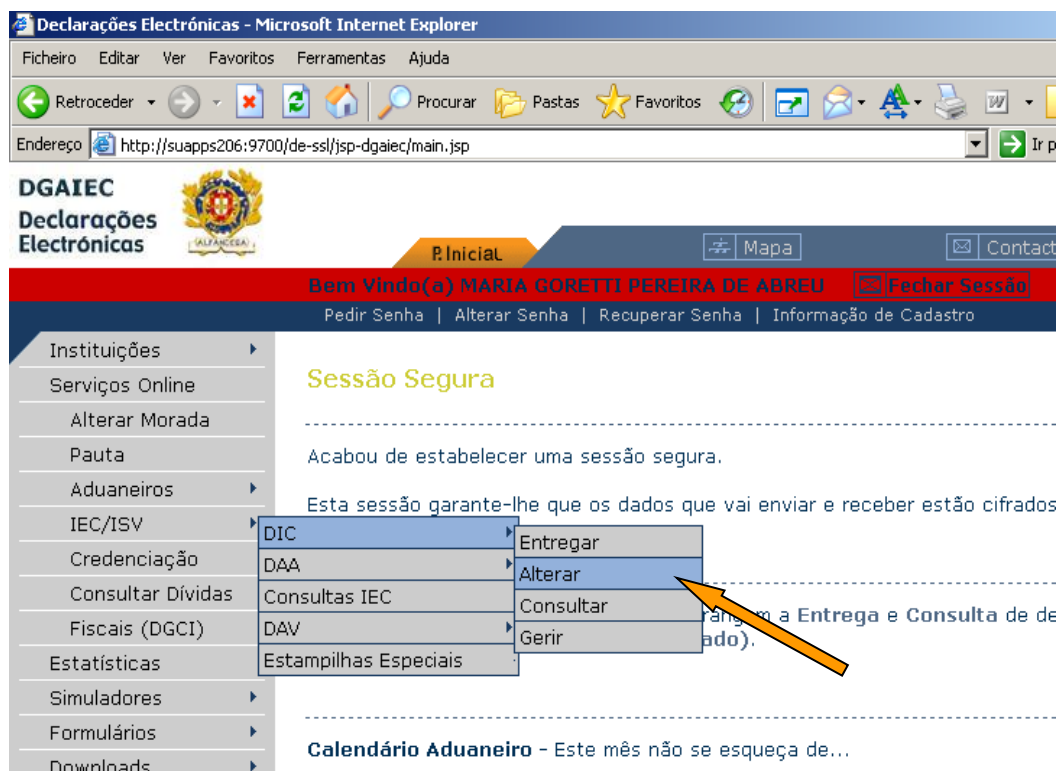 Declarações Electrónicas - Microsoft Internet Explorer
Ficheiro Editar Ver Favoritos Ferramentas Ajuda
Retroceder Procurar Pastas Favoritos
Endereço http://suapps206:9700/de-ssl/jsp-dgaiec/main.jsp Ir p
DGAIEC
Declarações
Electrónicas
P.Inicial Mapa Contact
Bem Vindo(a) MARIA GORETTI PEREIRA DE ABREU Fechar Sessão
Pedir Senha | Alterar Senha | Recuperar Senha | Informação de Cadastro
Instituições
Serviços Online
Alterar Morada
Pauta
Aduaneiros
IEC/ISV
Credenciação
Consultar Dívidas
Fiscais (DGCI)
Estatísticas
Simuladores
Formulários
Downloads
DIC
DAA
Consultas IEC
DAV
Estampilhas Especiais
Entregar
Alterar
Consultar
Gerir
Sessão Segura
Acabou de estabelecer uma sessão segura.
Esta sessão garante-lhe que os dados que vai enviar e receber estão cifrados
a Entrega e Consulta de de
ado).
Calendário Aduaneiro - Este mês não se esqueça de...